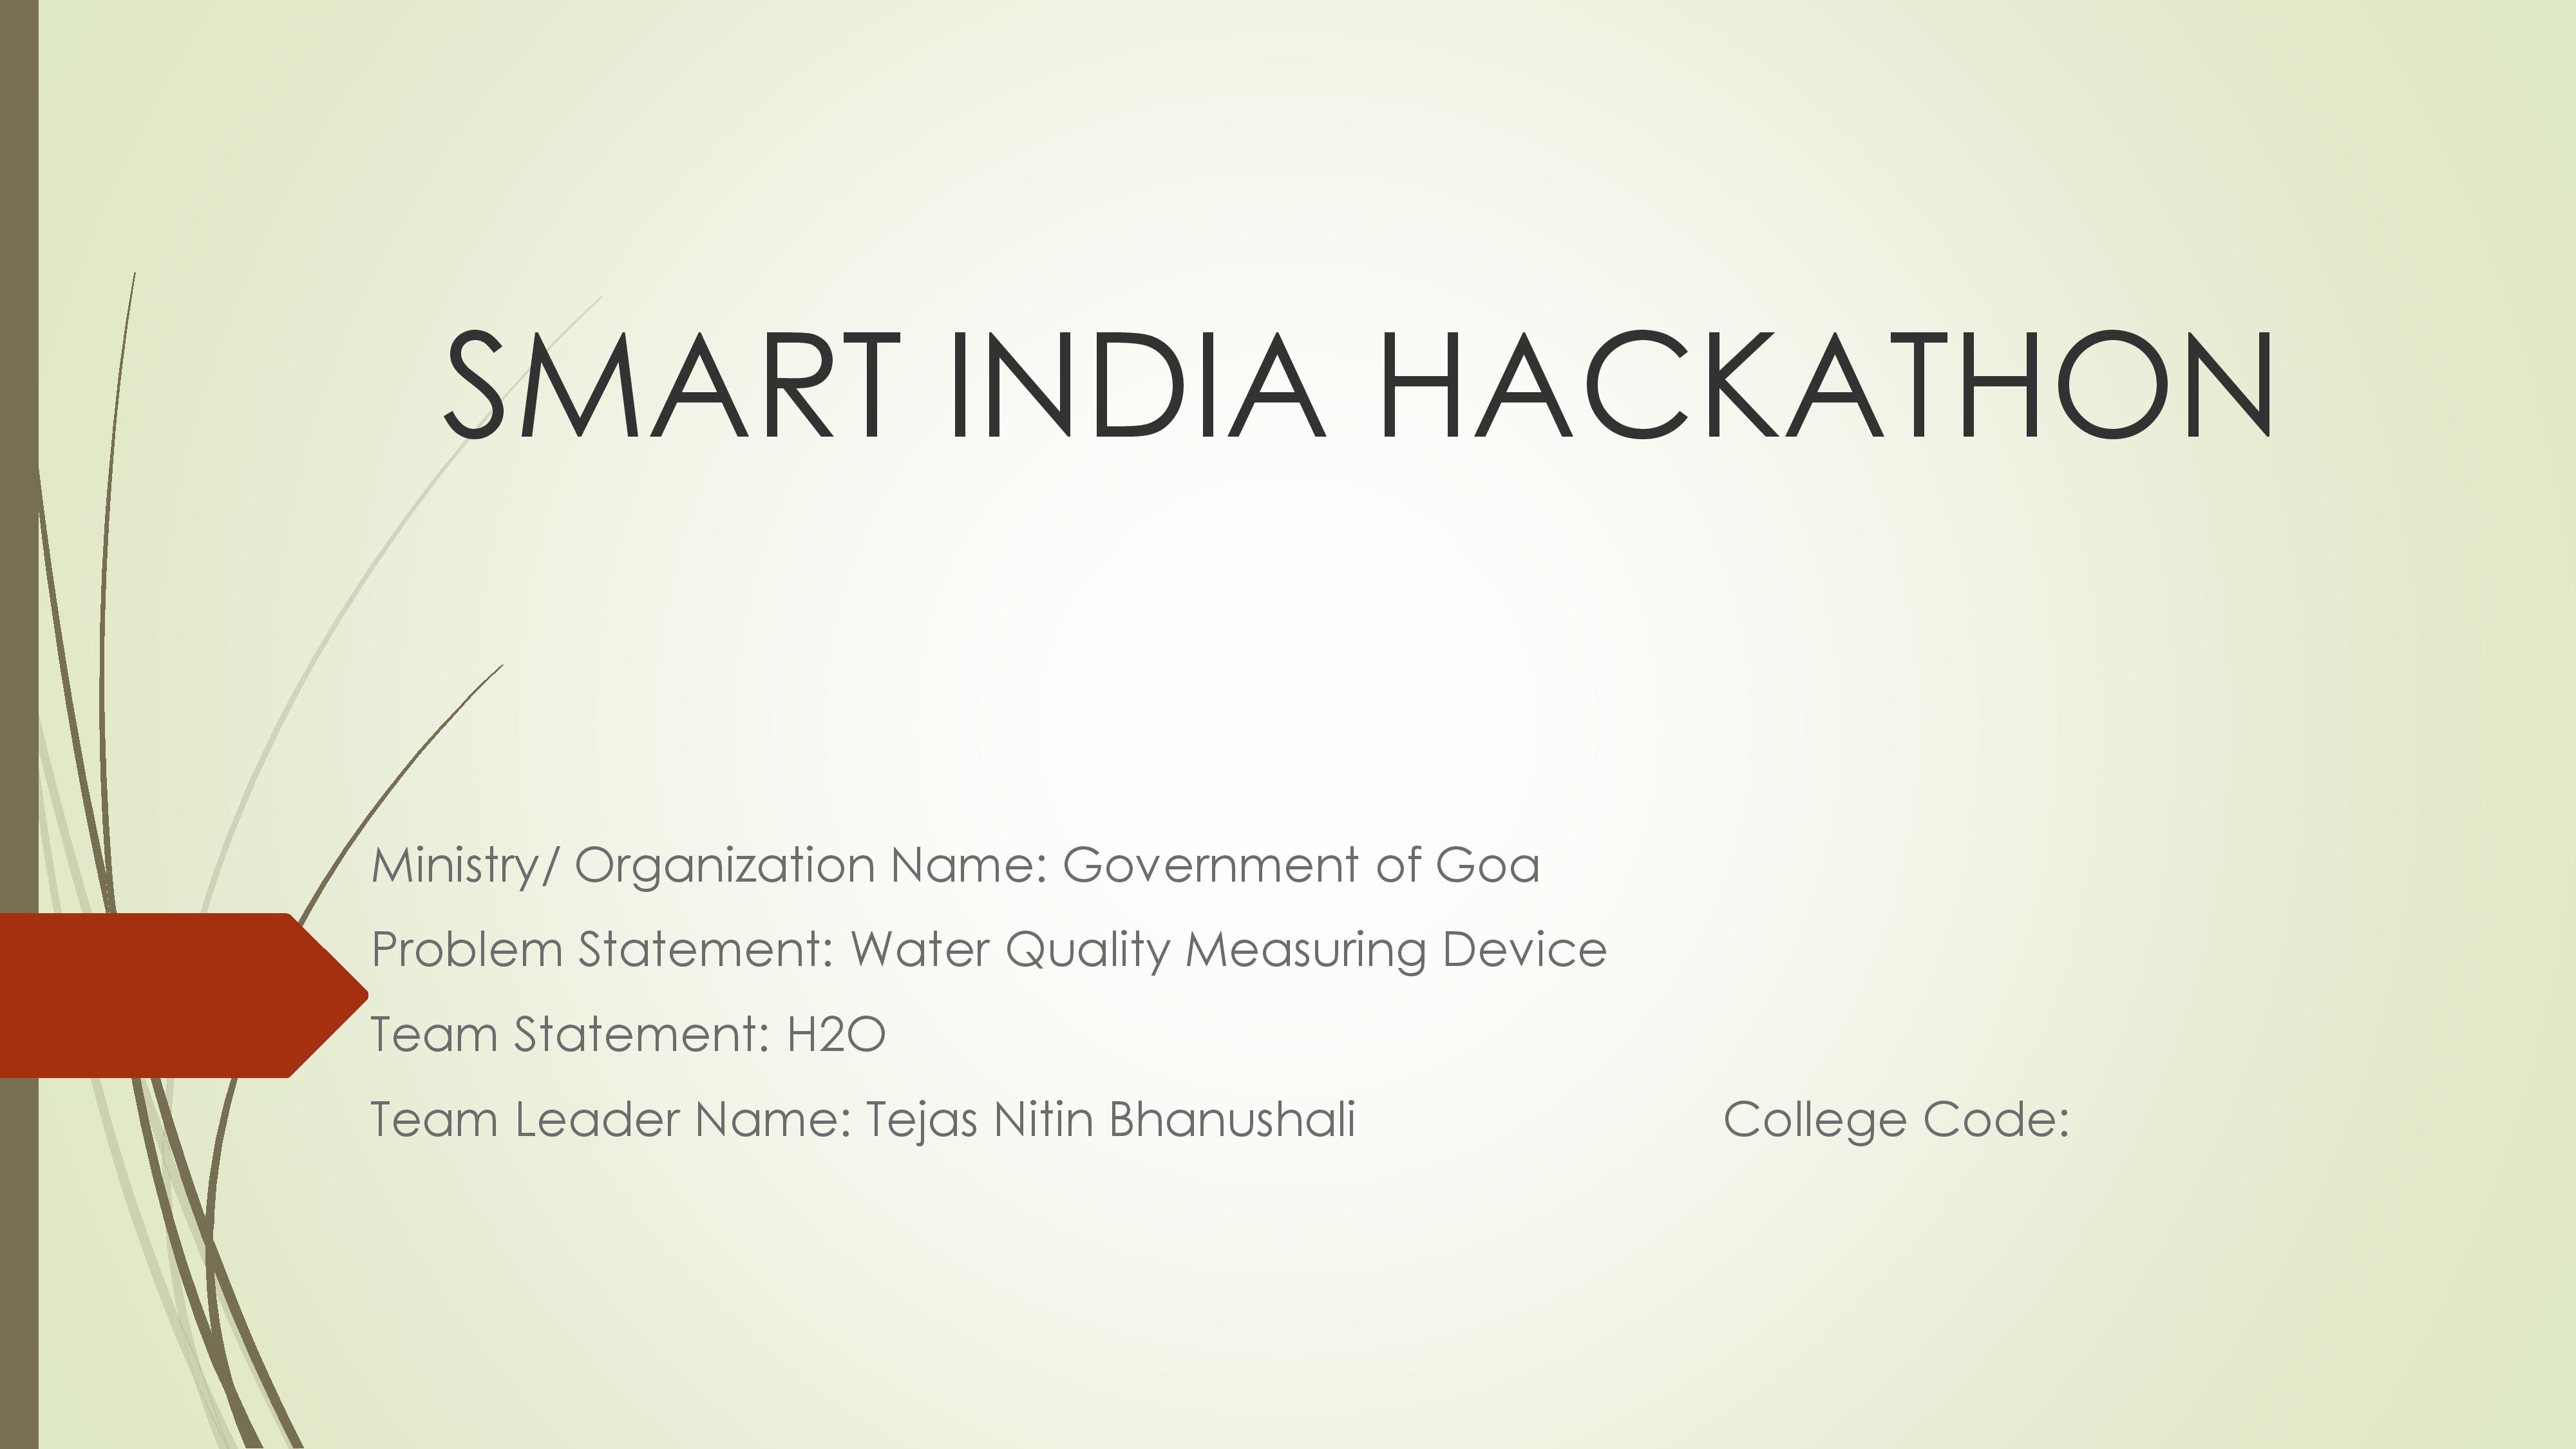 SMART INDIA HACKATHON
Ministry/ Organization Name: Government of Goa
Problem Statement: Water Quality Measuring Device
Team Statement: H2O
Team Leader Name: Tejas Nitin Bhanushali College Code: